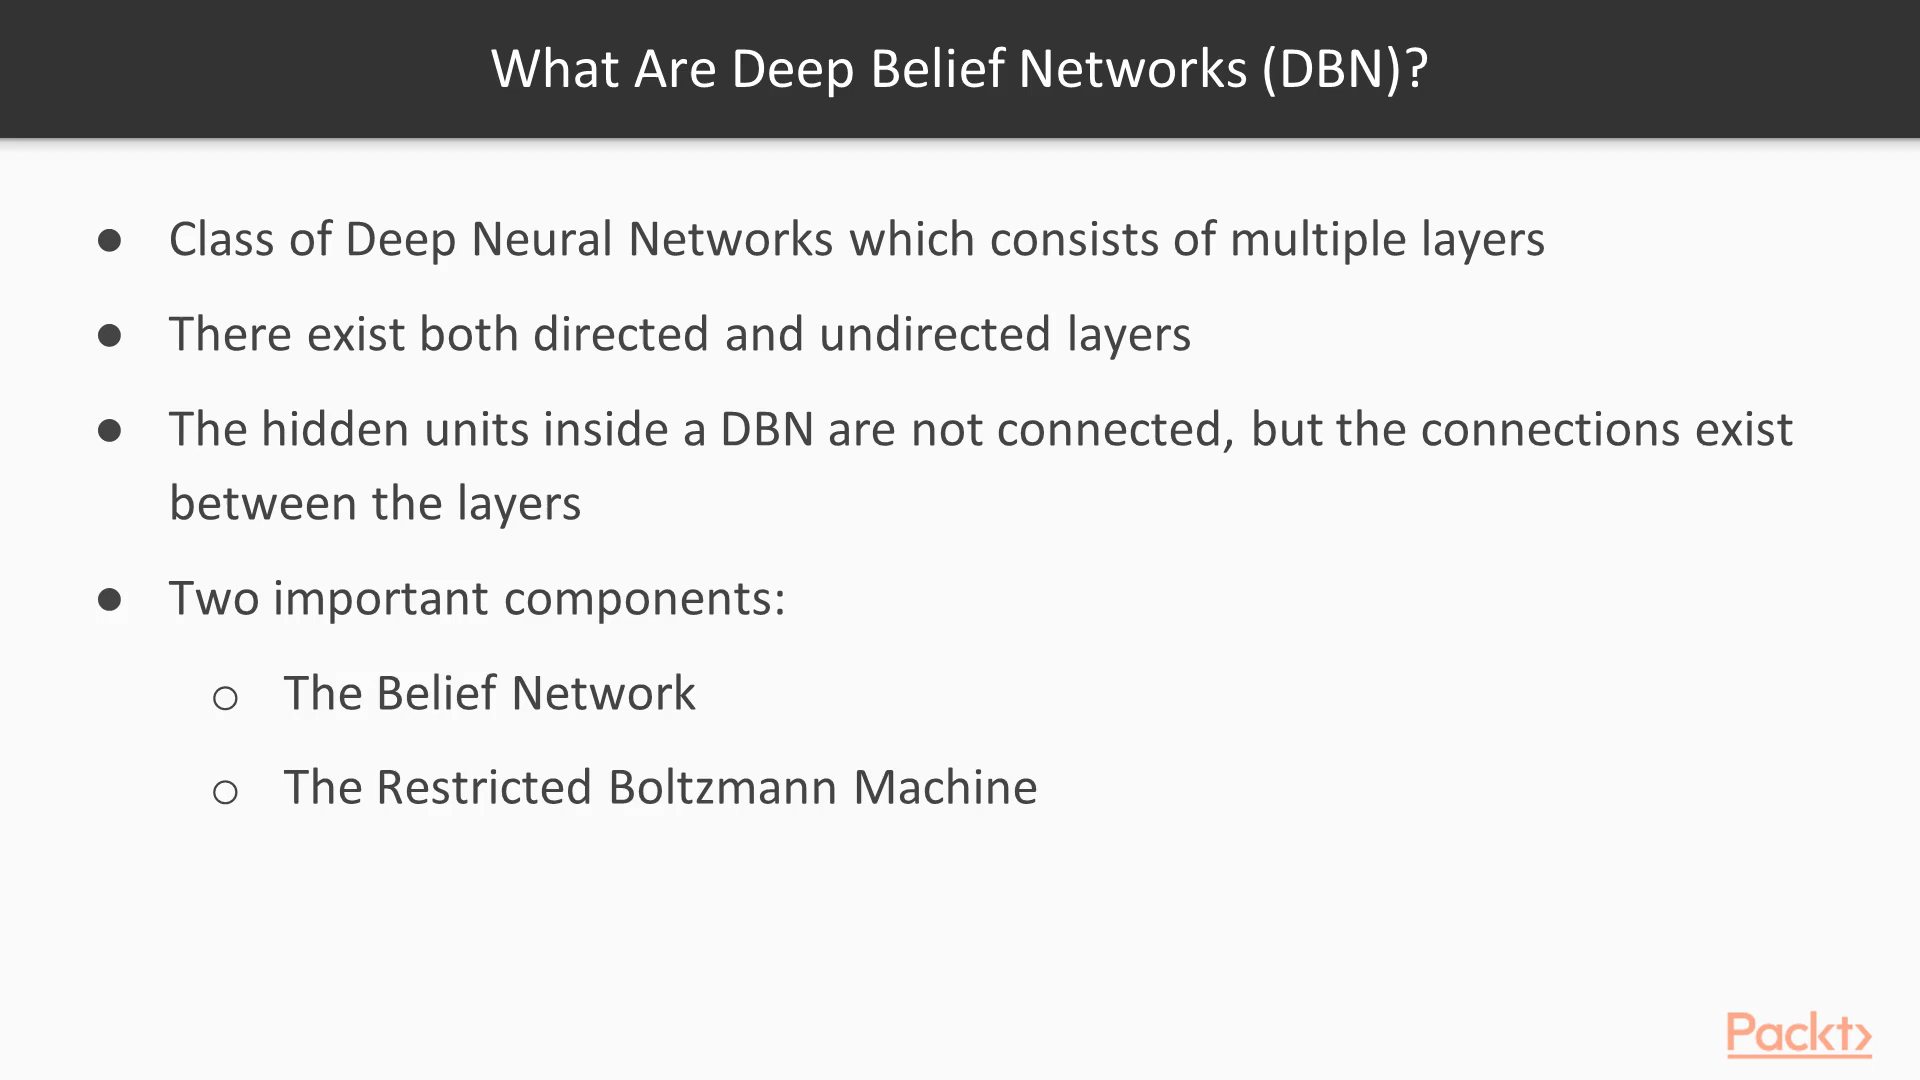 What Are Deep Belief Networks (DBN)?
● Class of Deep Neural Networks which consists of multiple layers
● There exist both directed and undirected layers
● The hidden units inside a DBN are not connected, but the connections exist
between the layers
● Two important components:
○ The Belief Network
○ The Restricted Boltzmann Machine
Packt>